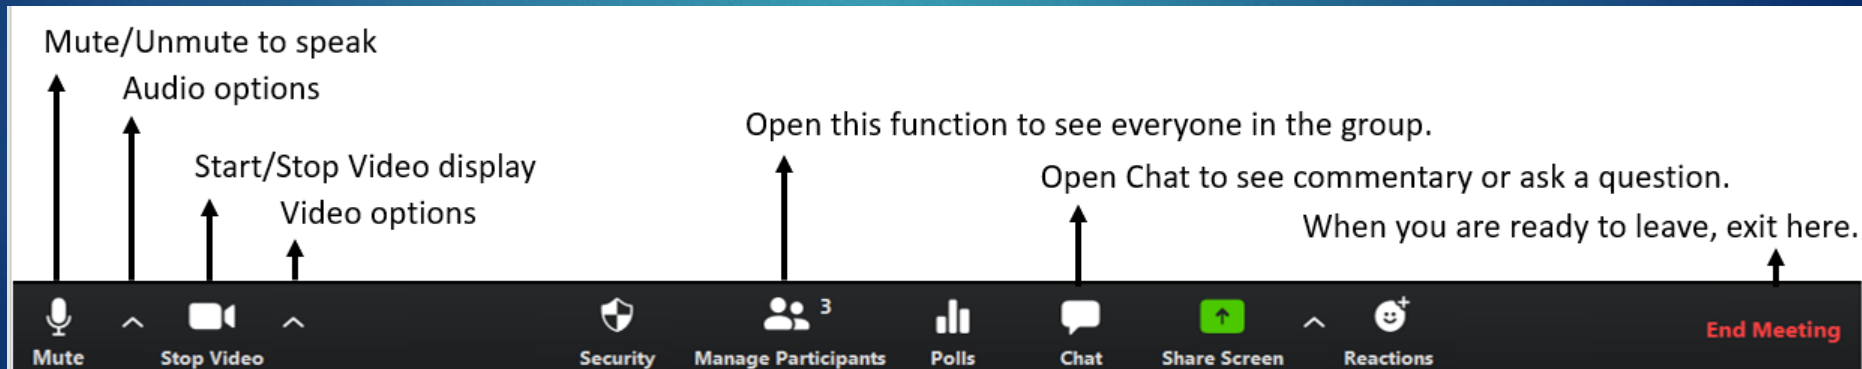 Mute/Unmute to speak
Audio options
Start/Stop Video display
Video options
Open this function to see everyone in the group.
Open Chat to see commentary or ask a question.
When you are ready to leave, exit here.
Mute
Stop Video
Security
3
Manage Participants
Polls
Chat
Share Screen
Reactions
End Meeting